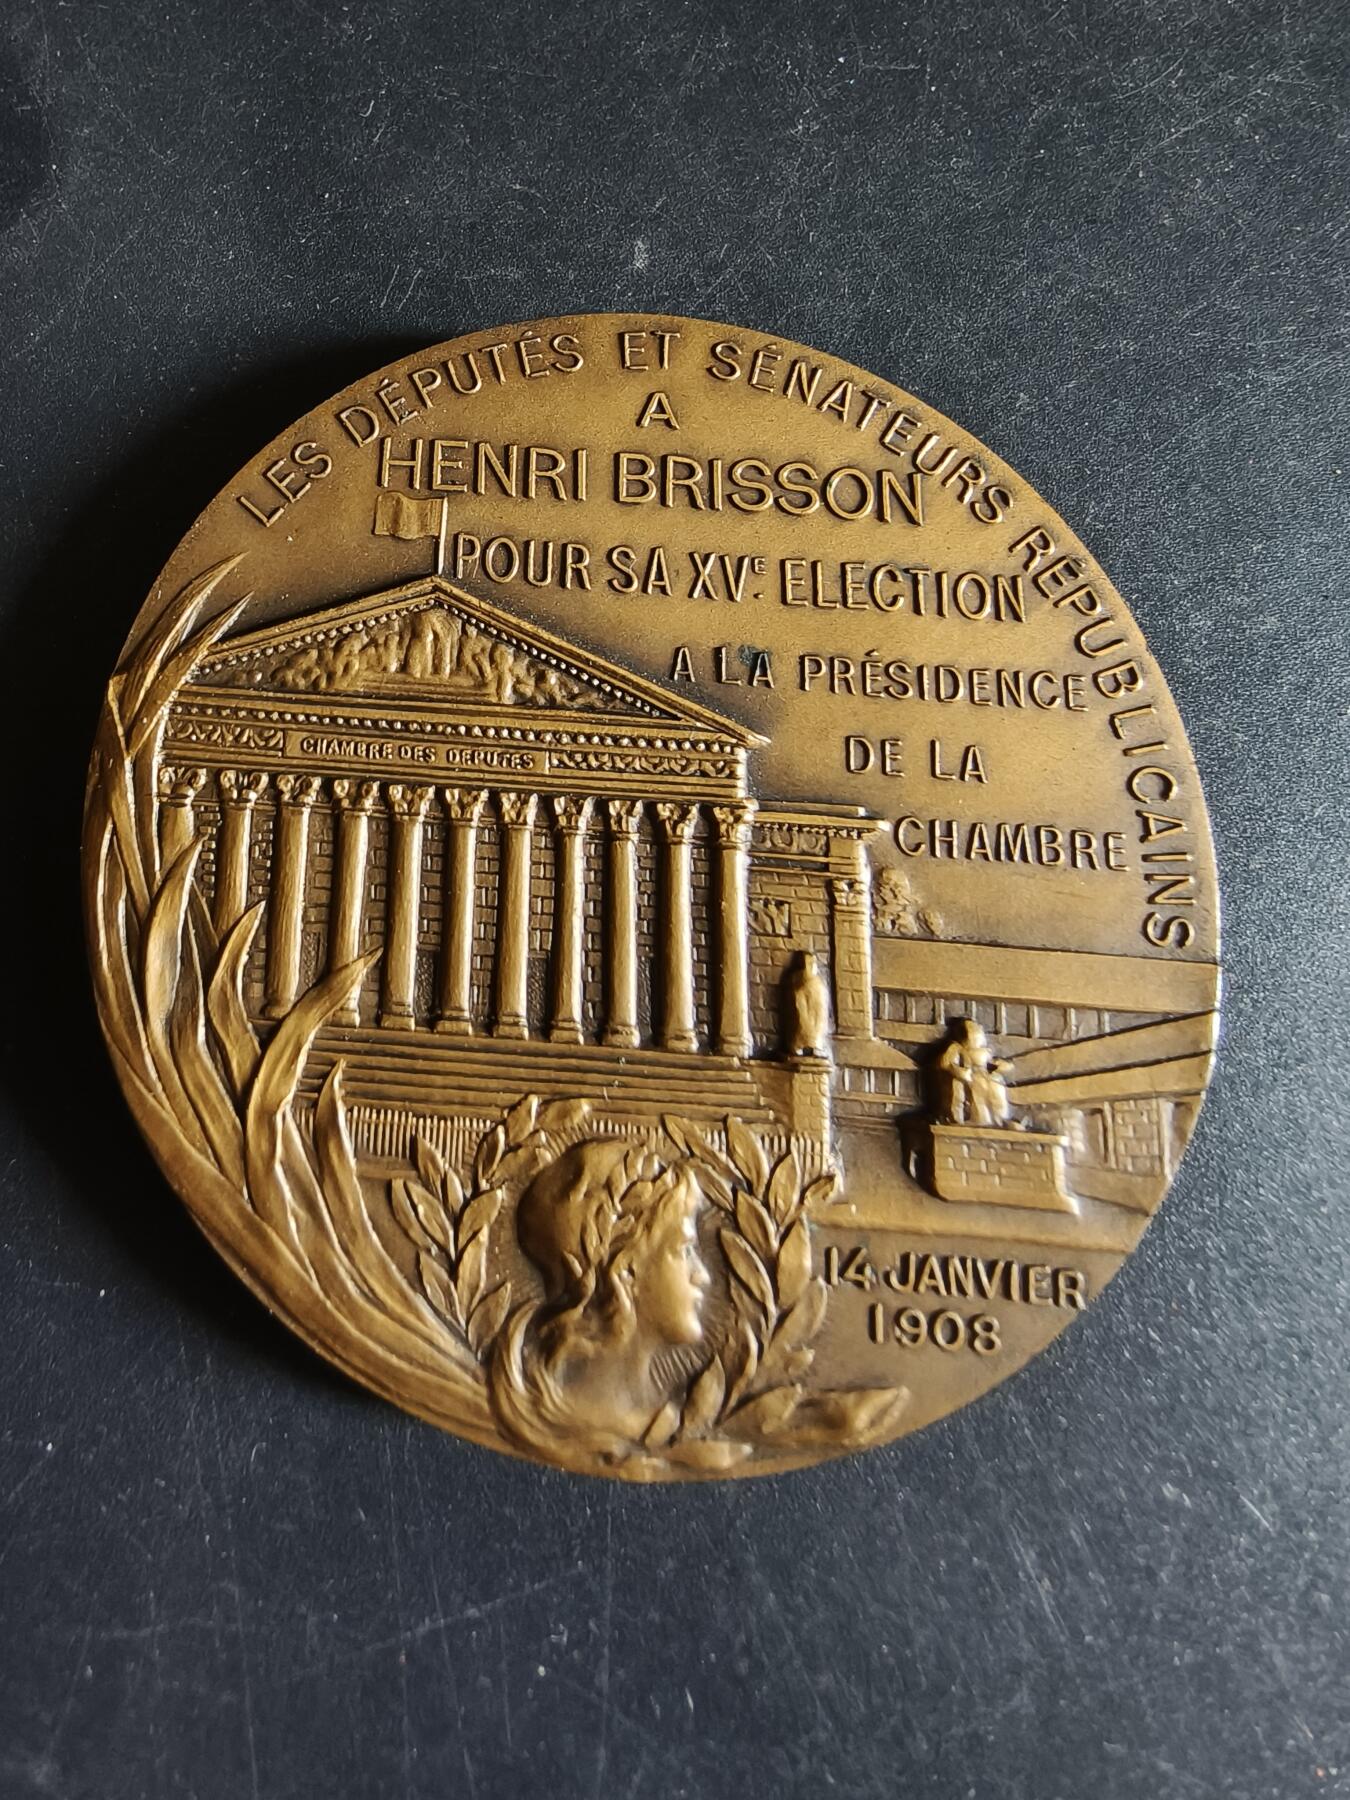 LES DÉPUTÉS ET SÉNATEURS RÉPUBLICAINS
A
HENRI BRISSON
POUR SA XVE. ELECTION
A LA PRÉSIDENCE
DE LA
CHAMBRE
CHAMBRE DES DEPUTES
14 JANVIER
1908